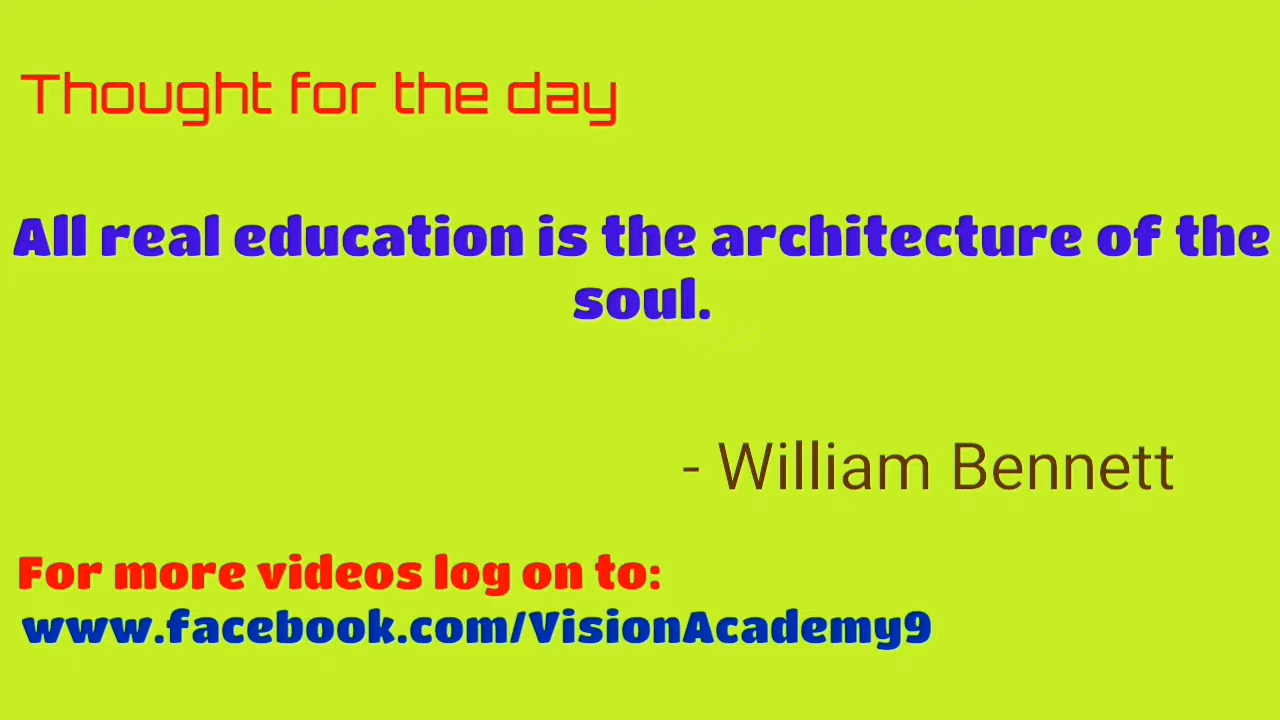 Thought for the day
All real education is the architecture of the
soul.
- William Bennett
For more videos log on to:
www.facebook.com/VisionAcademy9